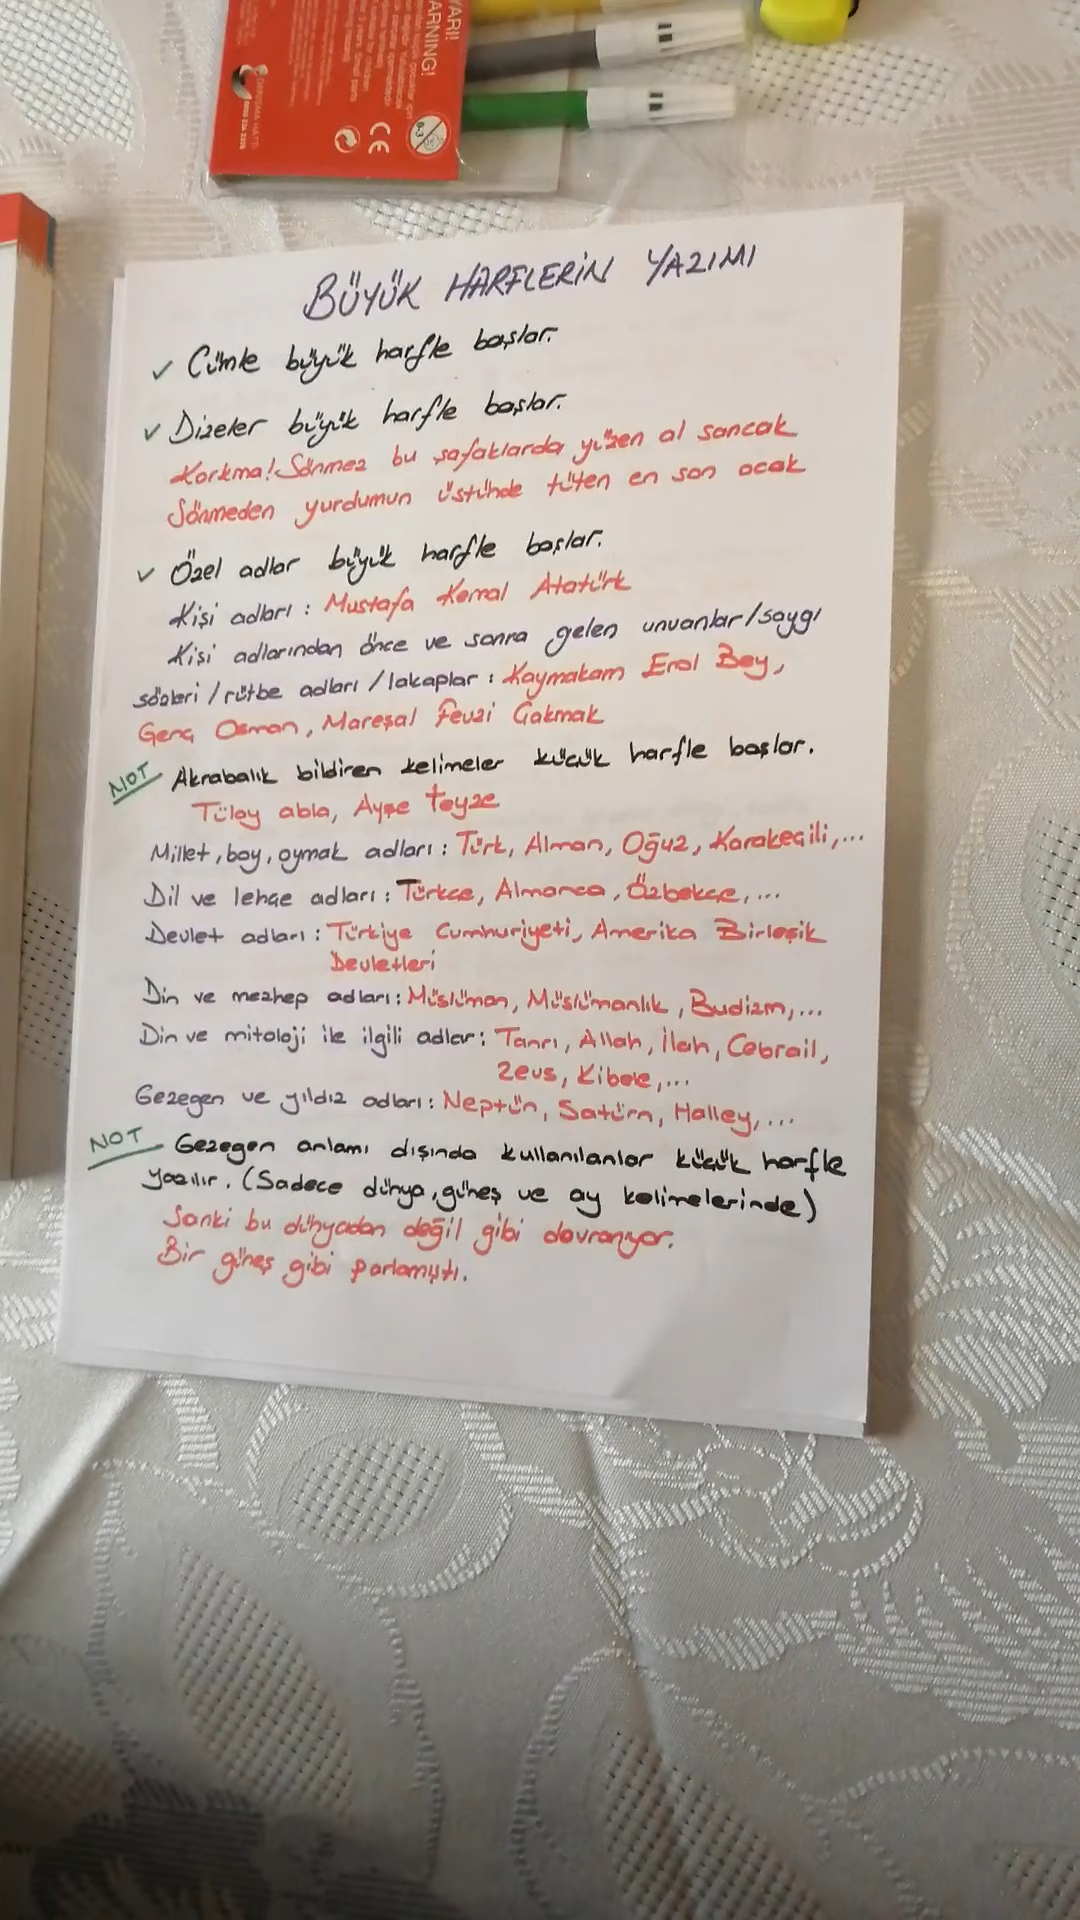 YARI!
ARNING!
CE
0-3
DANIŞMA HATTI
BÜYÜK HARFLERİN YAZIMI
✓ Cümle büyük harfle başlar.
✓ Dizeler büyük harfle başlar.
Korkma! Sönmez bu şafaklarda yüzen al sancak
Sönmeden yurdumun üstünde tüten en son ocak
✓ Özel adlar büyük harfle başlar.
Kişi adları : Mustafa Kemal Atatürk
Kişi adlarından önce ve sonra gelen unvanlar/saygı
sözleri / rütbe adları / lakaplar : Kaymakam Erol Bey,
Genç Osman, Mareşal Fevzi Çakmak
NOT Akrabalık bildiren kelimeler küçük harfle başlar.
Tülay abla, Ayşe teyze
Millet, boy, oymak adları : Türk, Alman, Oğuz, Karakeçili,...
Dil ve lehçe adları : Türkçe, Almanca, Özbekçe,...
Devlet adları : Türkiye Cumhuriyeti, Amerika Birleşik
Devletleri
Din ve mezhep adları : Müslüman, Müslümanlık, Budizm,...
Din ve mitoloji ile ilgili adlar : Tanrı, Allah, İlah, Cebrail,
Zeus, Kibele,...
Gezegen ve yıldız adları : Neptün, Satürn, Halley,...
NOT Gezegen anlamı dışında kullanılanlar küçük harfle
yazılır. (Sadece dünya, güneş ve ay kelimelerinde)
Sanki bu dünyadan değil gibi davranıyor.
Bir güneş gibi parlamıştı.